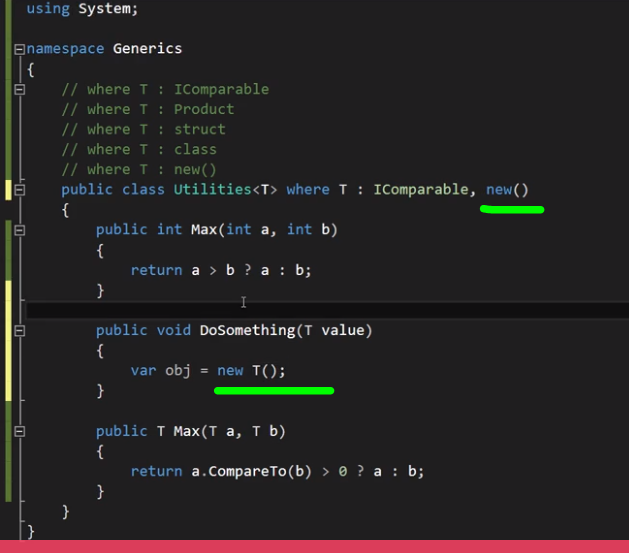 using System;
namespace Generics
{
// where T : IComparable
// where T : Product
// where T : struct
// where T : class
// where T : new()
public class Utilities<T> where T : IComparable, new()
{
public int Max(int a, int b)
{
return a > b ? a : b;
}
public void DoSomething(T value)
{
var obj = new T();
}
public T Max(T a, T b)
{
return a.CompareTo(b) > 0 ? a : b;
}
}
}